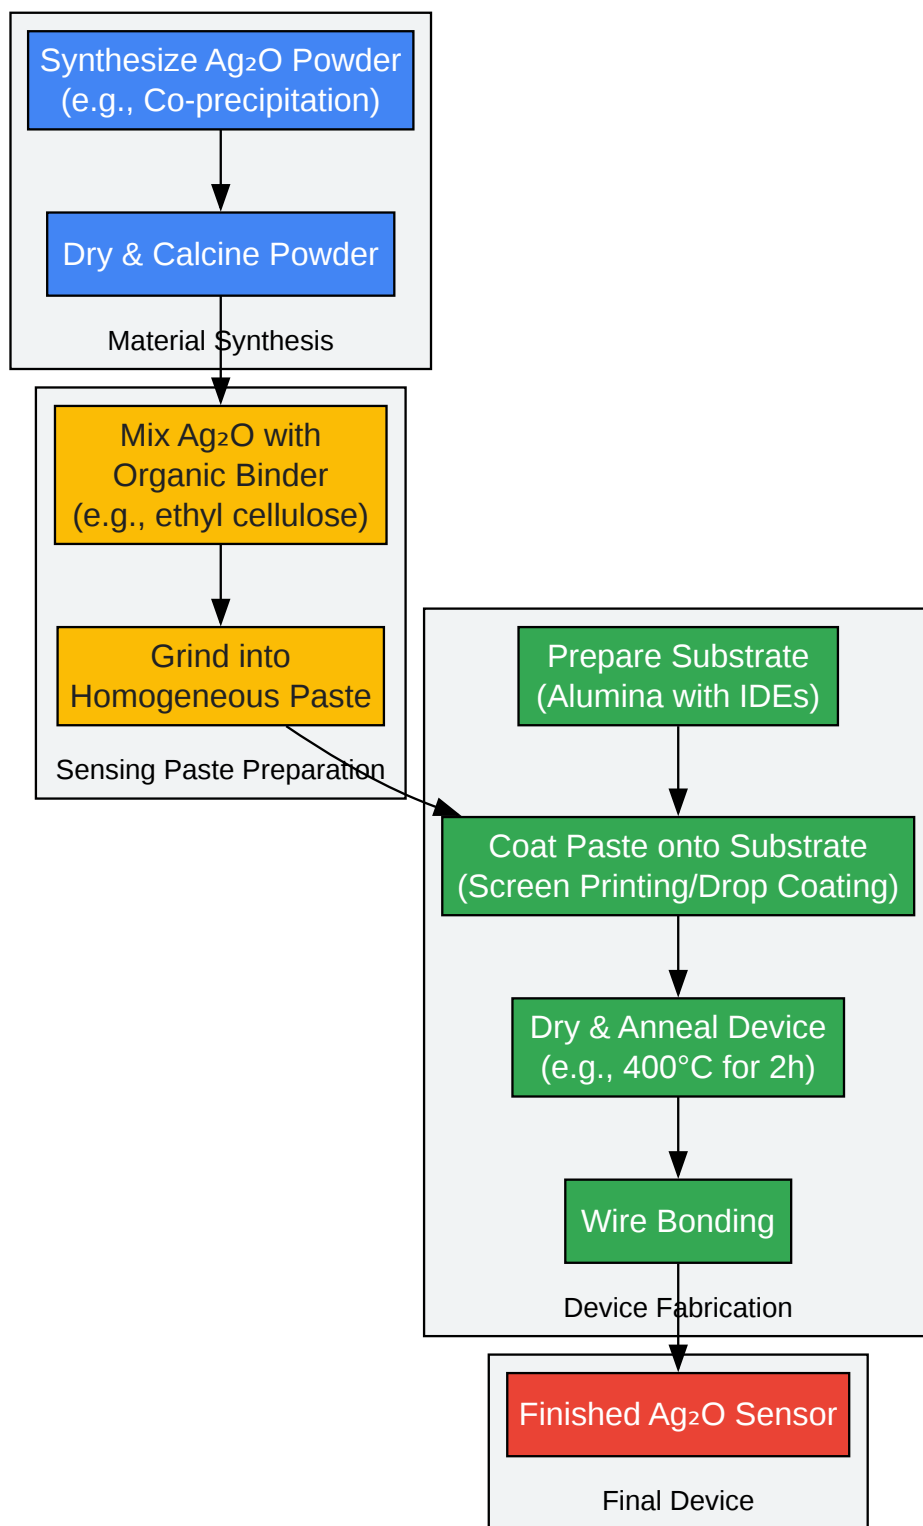 Synthesize Ag₂O Powder
(e.g., Co-precipitation)
Dry & Calcine Powder
Material Synthesis
Mix Ag₂O with
Organic Binder
(e.g., ethyl cellulose)
Grind into
Homogeneous Paste
Sensing Paste Preparation
Prepare Substrate
(Alumina with IDEs)
Coat Paste onto Substrate
(Screen Printing/Drop Coating)
Dry & Anneal Device
(e.g., 400°C for 2h)
Wire Bonding
Device Fabrication
Finished Ag₂O Sensor
Final Device